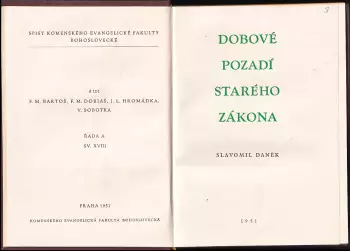 SPISY KOMENSKÉHO EVANGELICKÉ FAKULTY
BOHOSLOVECKÉ
F. M. BARTOŠ, F. M. DOBIÁŠ, J. L. HROMÁDKA,
V. SOBOTKA
ŘADA A
SV. XVIII
PRAHA 1951
KOMENSKÉHO EVANGELICKÁ FAKULTA BOHOSLOVECKÁ
DOBOVÉ
POZADÍ
STARÉHO
ZÁKONA
SLAVOMIL DANĚK
1951